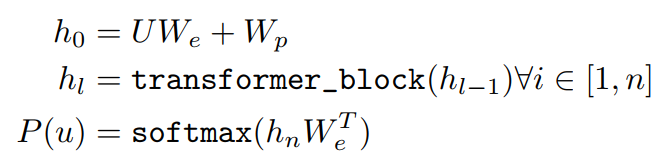 h_0 = UW_e + W_p
h_l = transformer_block(h_{l−1})∀i ∈ [1, n]
P(u) = softmax(h_n W_e^T)